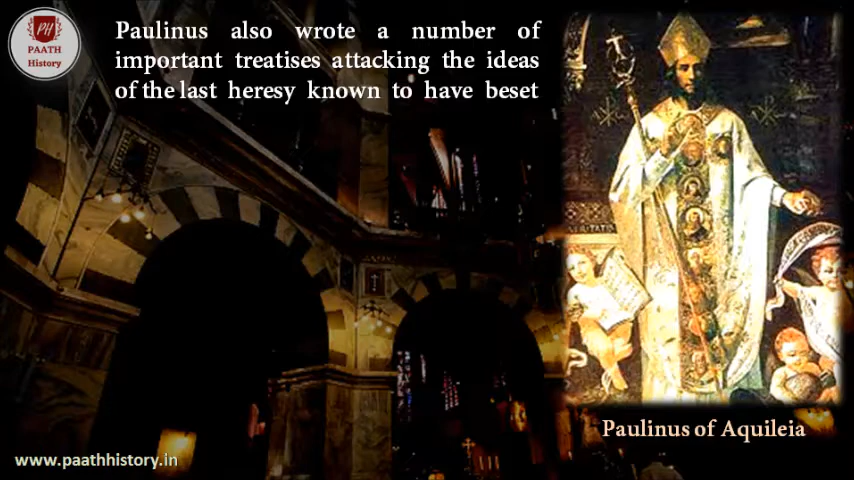 PH
PAATH
History
Paulinus also wrote a number of
important treatises attacking the ideas
of the last heresy known to have beset
Paulinus of Aquileia
www.paathhistory.in